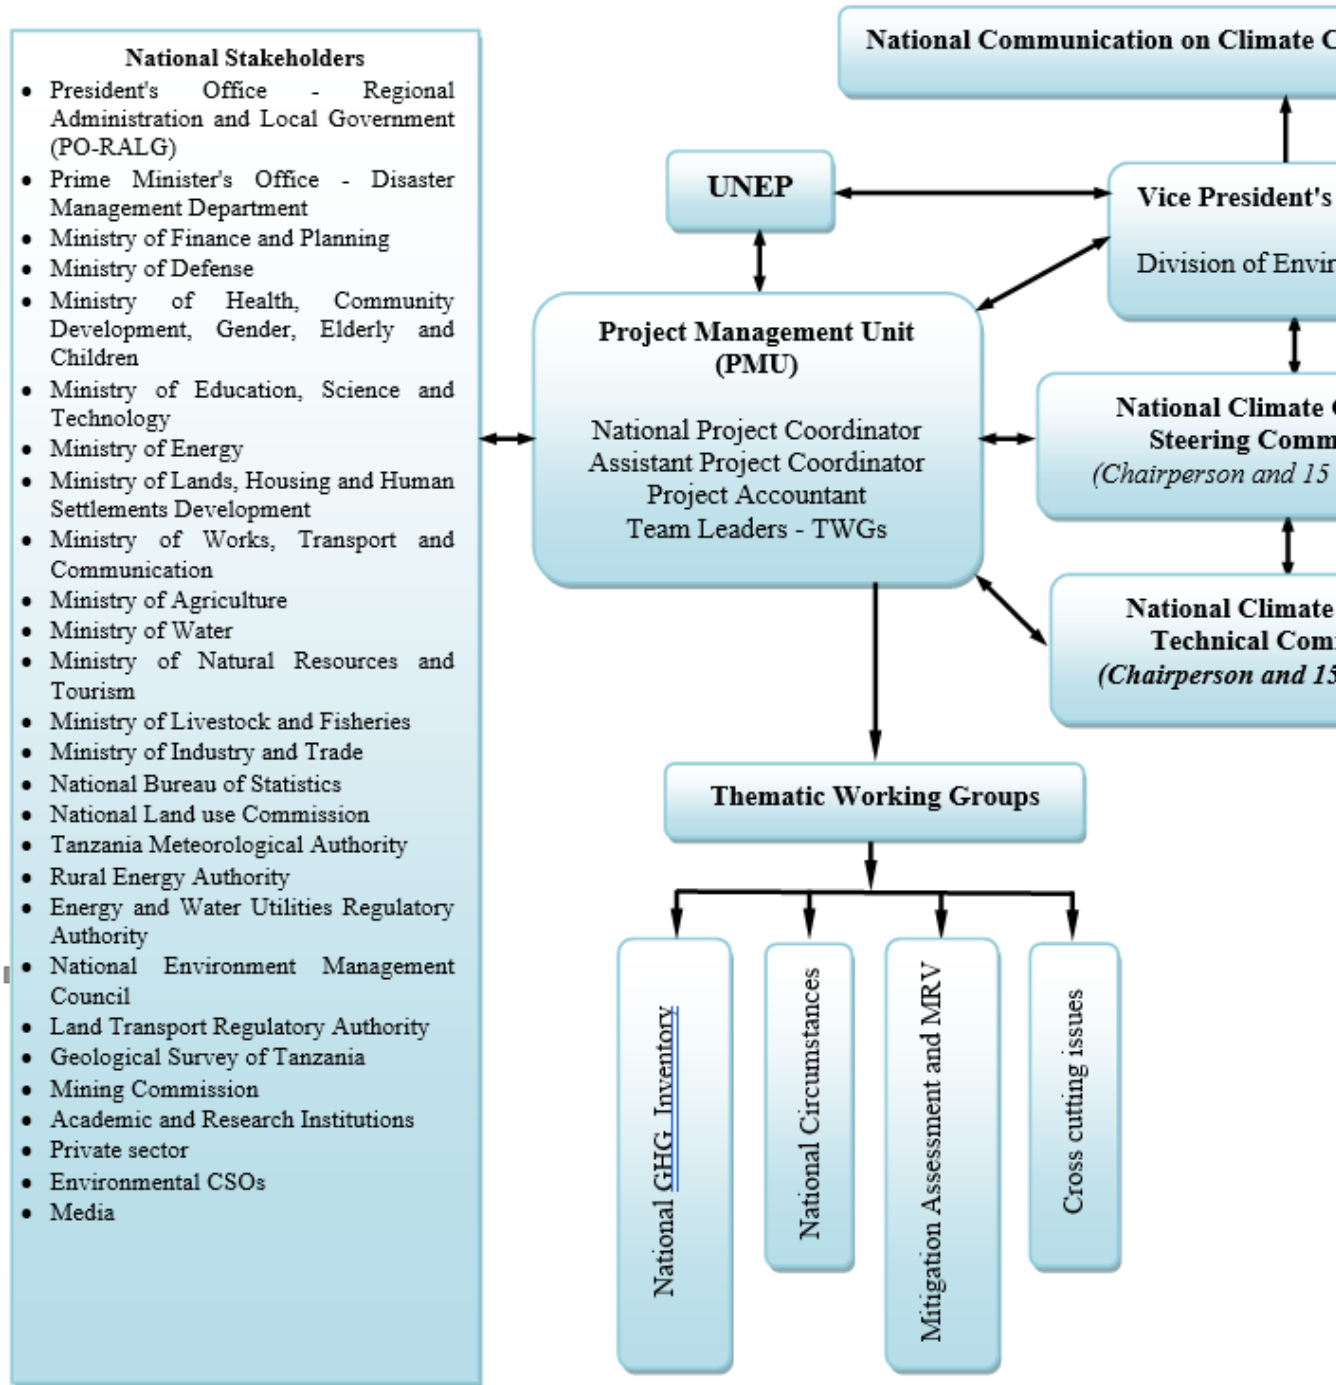 National Stakeholders
• President's Office - Regional
Administration and Local Government
(PO-RALG)
• Prime Minister's Office - Disaster
Management Department
• Ministry of Finance and Planning
• Ministry of Defense
• Ministry of Health, Community
Development, Gender, Elderly and
Children
• Ministry of Education, Science and
Technology
• Ministry of Energy
• Ministry of Lands, Housing and Human
Settlements Development
• Ministry of Works, Transport and
Communication
• Ministry of Agriculture
• Ministry of Water
• Ministry of Natural Resources and
Tourism
• Ministry of Livestock and Fisheries
• Ministry of Industry and Trade
• National Bureau of Statistics
• National Land use Commission
• Tanzania Meteorological Authority
• Rural Energy Authority
• Energy and Water Utilities Regulatory
Authority
• National Environment Management
Council
• Land Transport Regulatory Authority
• Geological Survey of Tanzania
• Mining Commission
• Academic and Research Institutions
• Private sector
• Environmental CSOs
• Media
National Communication on Climate
UNEP
Vice President's
Division of
Project Management Unit
(PMU)
National Project Coordinator
Assistant Project Coordinator
Project Accountant
Team Leaders - TWGs
National Climate
Steering
(Chairperson and 15
National Climate
Technical
(Chairperson and 15
Thematic Working Groups
National GHG Inventory
National Circumstances
Mitigation Assessment and MRV
Cross cutting issues